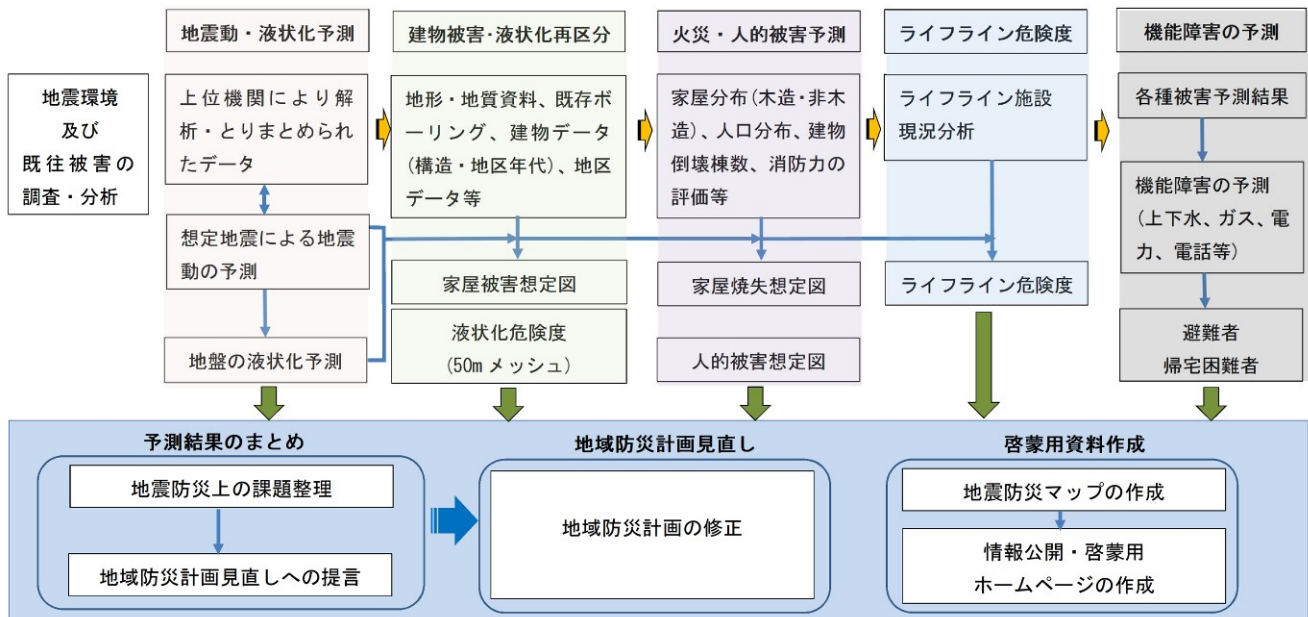 地震環境
及び
既往被害の
調査・分析
地震動・液状化予測
上位機関により解
析・とりまとめられ
たデータ
想定地震による地震
動の予測
地盤の液状化予測
建物被害・液状化再区分
地形・地質資料、既存ボ
ーリング、建物データ
(構造・地区年代)、地区
データ等
家屋被害想定図
液状化危険度
(50m メッシュ)
火災・人的被害予測
家屋分布(木造・非木
造)、人口分布、建物
倒壊棟数、消防力の
評価等
家屋焼失想定図
人的被害想定図
ライフライン危険度
ライフライン施設
現況分析
ライフライン危険度
機能障害の予測
各種被害予測結果
機能障害の予測
(上下水、ガス、電
力、電話等)
避難者
帰宅困難者
予測結果のまとめ
地震防災上の課題整理
地域防災計画見直しへの提言
地域防災計画見直し
地域防災計画の修正
啓蒙用資料作成
地震防災マップの作成
情報公開・啓蒙用
ホームページの作成